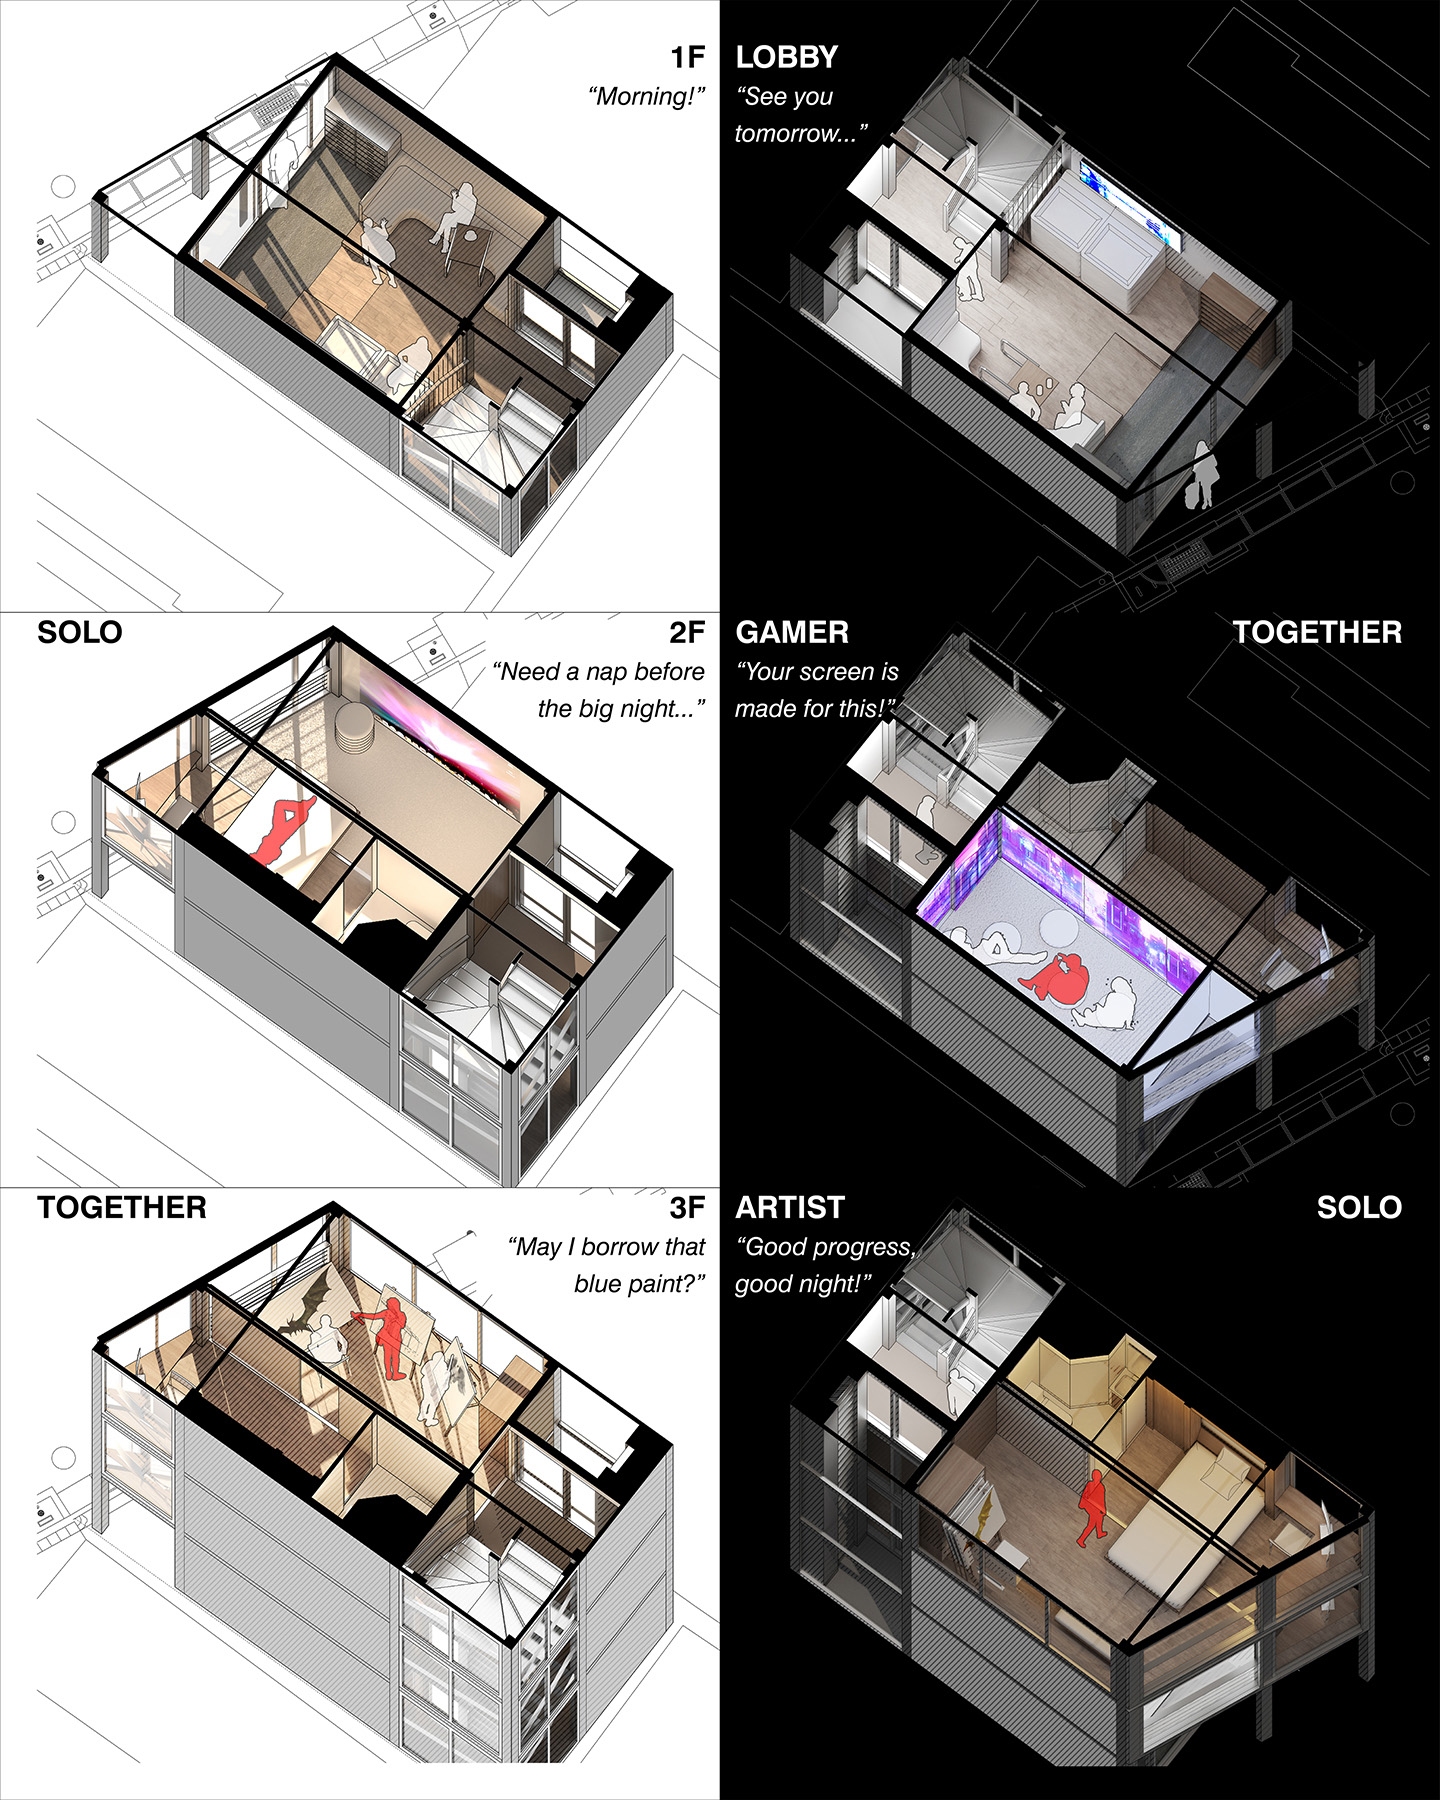 1F
“Morning!”
LOBBY
“See you
tomorrow...”
SOLO
2F
“Need a nap before
the big night...”
GAMER
“Your screen is
made for this!”
TOGETHER
TOGETHER
3F
“May I borrow that
blue paint?”
ARTIST
“Good progress,
good night!”
SOLO